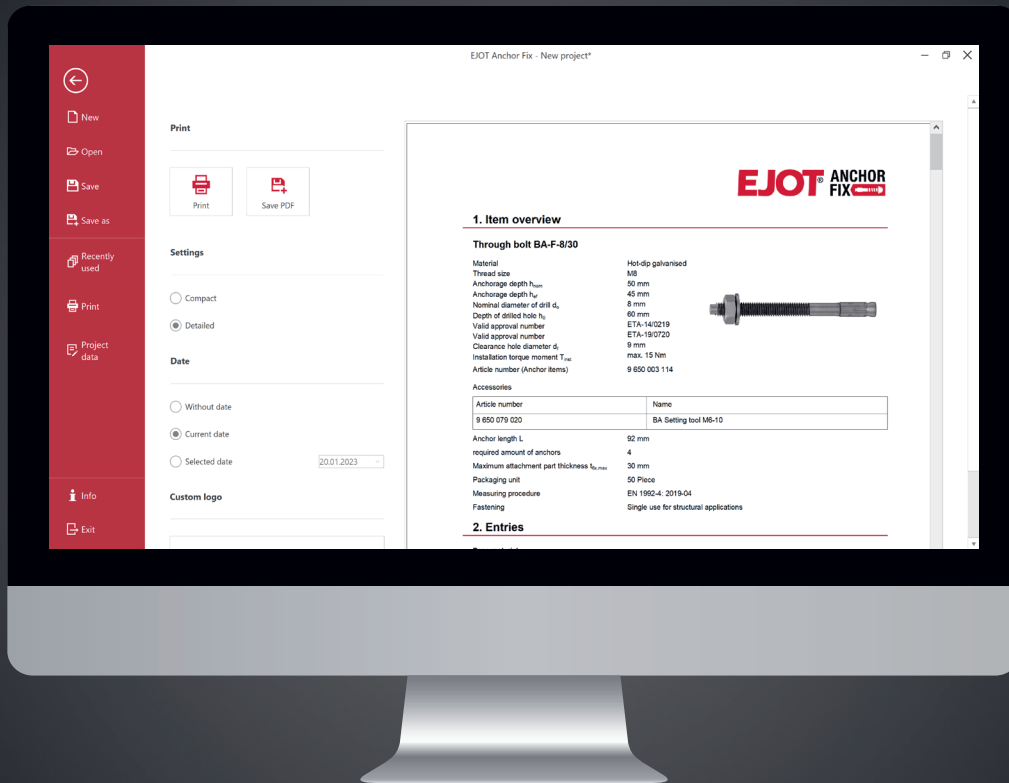 EJOT Anchor Fix - New project*
New
Open
Save
Save as
Recently
used
Print
Project
data
Info
Exit
Print
Print
Save PDF
Settings
Compact
Detailed
Date
Without date
Current date
Selected date
20.01.2023
Custom logo
EJOT® ANCHOR
FIX
1. Item overview
Through bolt BA-F-8/30
Material Hot-dip galvanised
Thread size M8
Anchorage depth hnom 50 mm
Anchorage depth hef 45 mm
Nominal diameter of drill do 8 mm
Depth of drilled hole h0 60 mm
Valid approval number ETA-14/0219
Valid approval number ETA-19/0720
Clearance hole diameter df 9 mm
Installation torque moment Tinst max. 15 Nm
Article number (Anchor items) 9 650 003 114
Accessories
Article number Name
9 650 079 020 BA Setting tool M6-10
Anchor length L 92 mm
required amount of anchors 4
Maximum attachment part thickness tfix,max 30 mm
Packaging unit 50 Piece
Measuring procedure EN 1992-4: 2019-04
Fastening Single use for structural applications
2. Entries